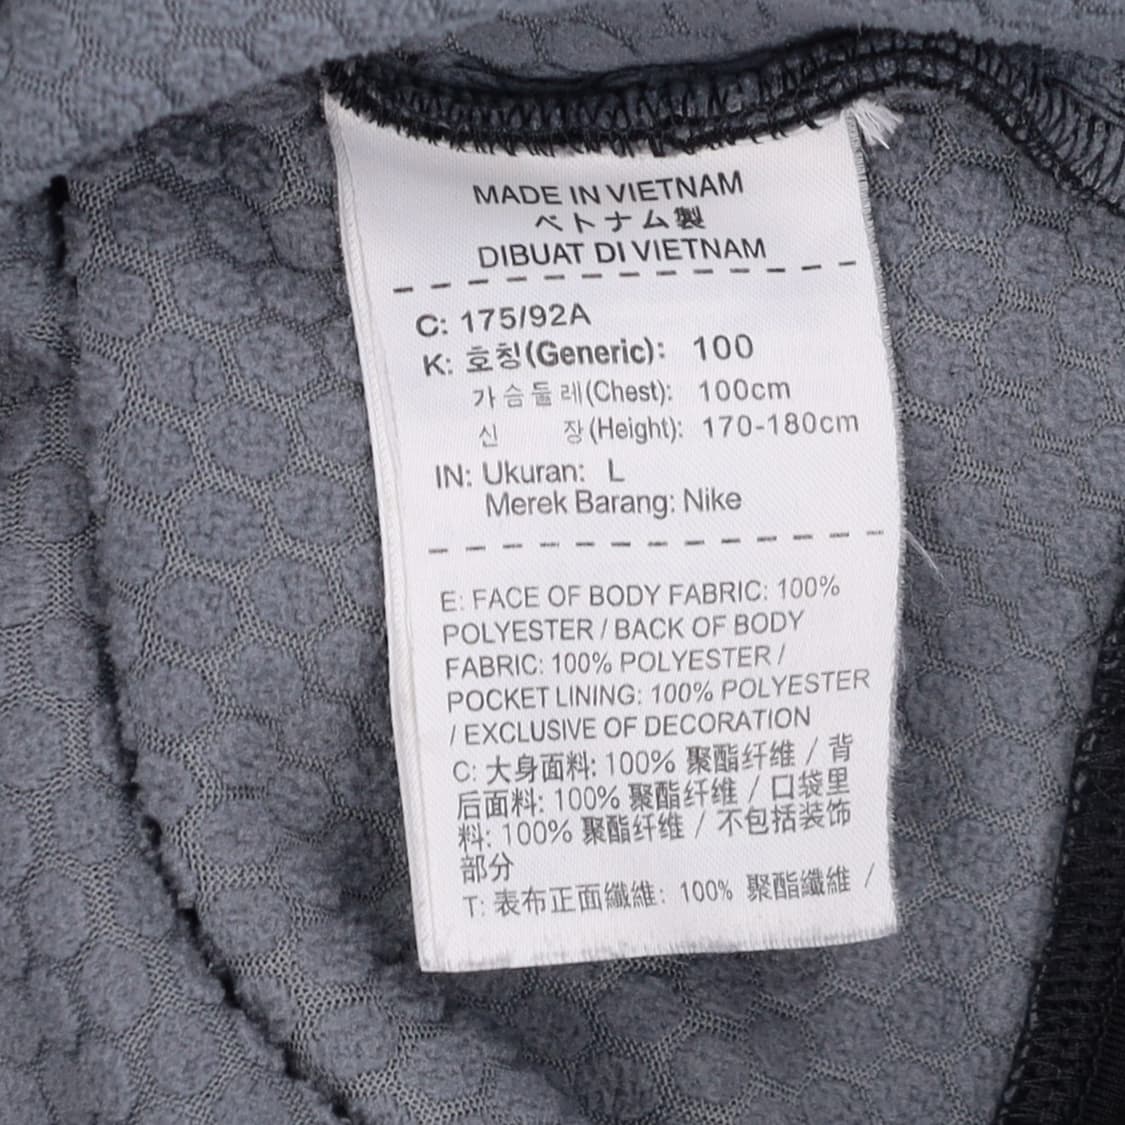 MADE IN VIETNAM
ベトナム製
DIBUAT DI VIETNAM
C: 175/92A
K: 호칭(Generic): 100
가슴둘레(Chest): 100cm
신 장(Height): 170-180cm
IN: Ukuran: L
Merek Barang: Nike
E: FACE OF BODY FABRIC: 100%
POLYESTER / BACK OF BODY
FABRIC: 100% POLYESTER /
POCKET LINING: 100% POLYESTER
/ EXCLUSIVE OF DECORATION
C: 大身面料: 100% 聚酯纤维 / 背
后面料: 100% 聚酯纤维 / 口袋里
料: 100% 聚酯纤维 / 不包括装饰
部分
T: 表布正面纖維: 100% 聚酯纖維 /